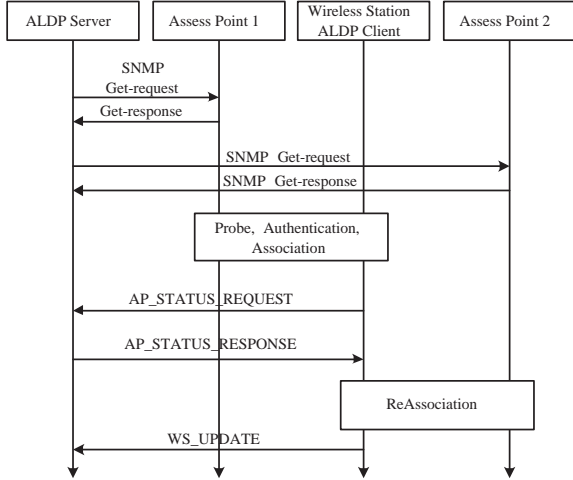 ALDP Server
Assess Point 1
Wireless Station
ALDP Client
Assess Point 2
SNMP
Get-request
Get-response
SNMP Get-request
SNMP Get-response
Probe, Authentication,
Association
AP_STATUS_REQUEST
AP_STATUS_RESPONSE
ReAssociation
WS_UPDATE